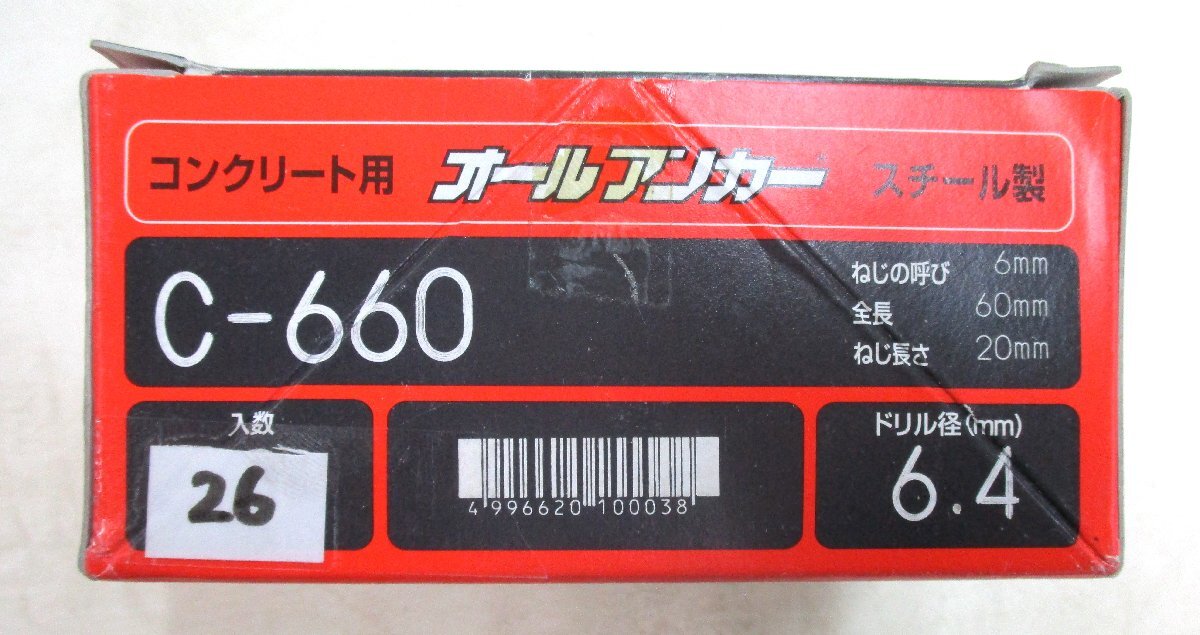 コンクリート用 オールアンカー スチール製
C-660
ねじの呼び 6mm
全長 60mm
ねじ長さ 20mm
入数
26
4 996620 100038
ドリル径(mm)
6.4